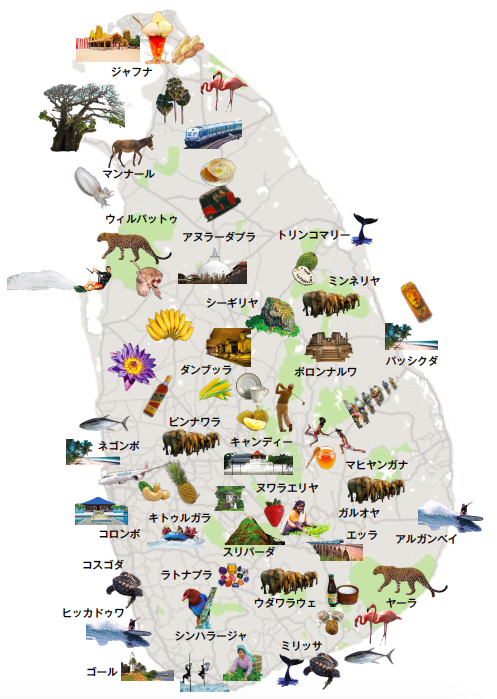 ジャフナ
マンナール
ウィルパットゥ
アヌラーダプラ
トリンコマリー
ミンネリヤ
シーギリヤ
パッシクダ
ダンブッラ
ポロンナルワ
ピンナワラ
ネゴンボ
キャンディー
マヒヤンガナ
ヌワラエリヤ
ガルオヤ
キトゥルガラ
コロンボ
エッラ
アルガンベイ
スリパーダ
コスゴダ
ラトナプラ
ウダワラウェ
ヤーラ
ヒッカドゥワ
シンハラージャ
ミリッサ
ゴール